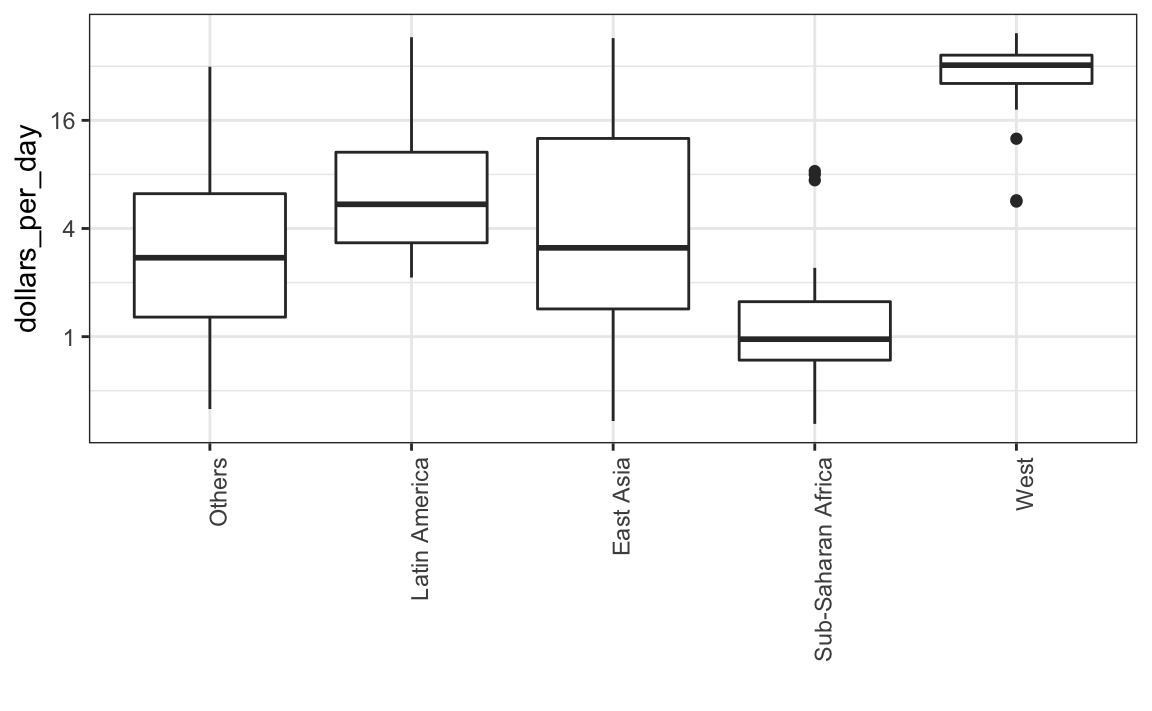 dollars_per_day
16
4
1
Others
Latin America
East Asia
Sub-Saharan Africa
West